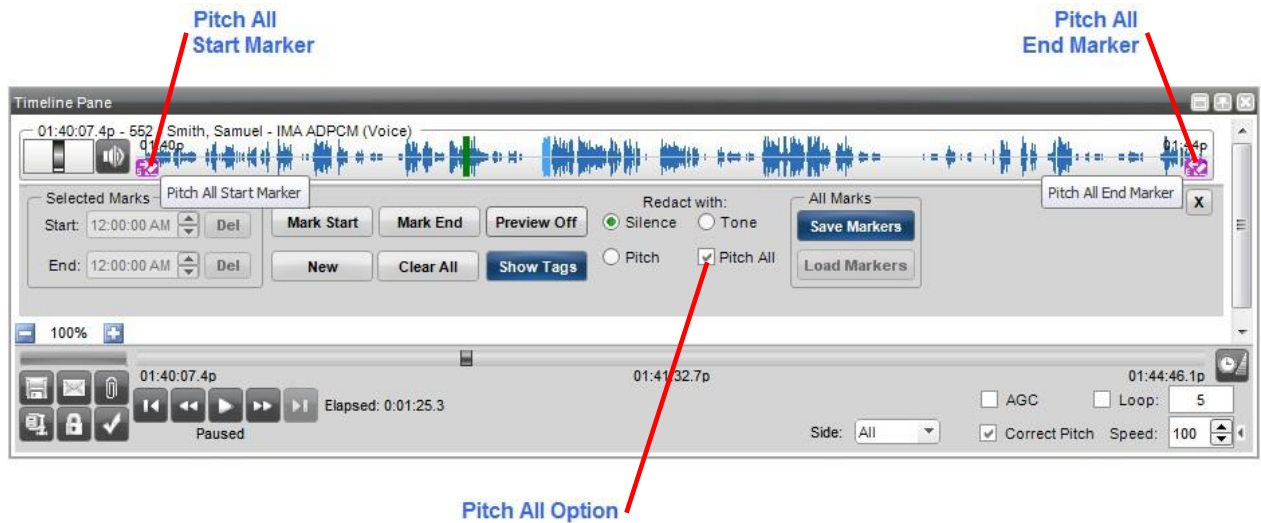 Pitch All
Start Marker
Pitch All
End Marker
Timeline Pane
01:40:07.4p - 552 - Smith, Samuel - IMA ADPCM (Voice)
01:40p
01:44p
Pitch All Start Marker
Pitch All End Marker
Selected Marks
Redact with:
All Marks
X
Start: 12:00:00 AM Del Mark Start Mark End Preview Off Silence Tone Save Markers
End: 12:00:00 AM Del New Clear All Show Tags Pitch Pitch All Load Markers
100%
01:40:07.4p 01:41:32.7p 01:44:46.1p
Elapsed: 0:01:25.3 AGC Loop: 5
Paused Side: All Correct Pitch Speed: 100
Pitch All Option